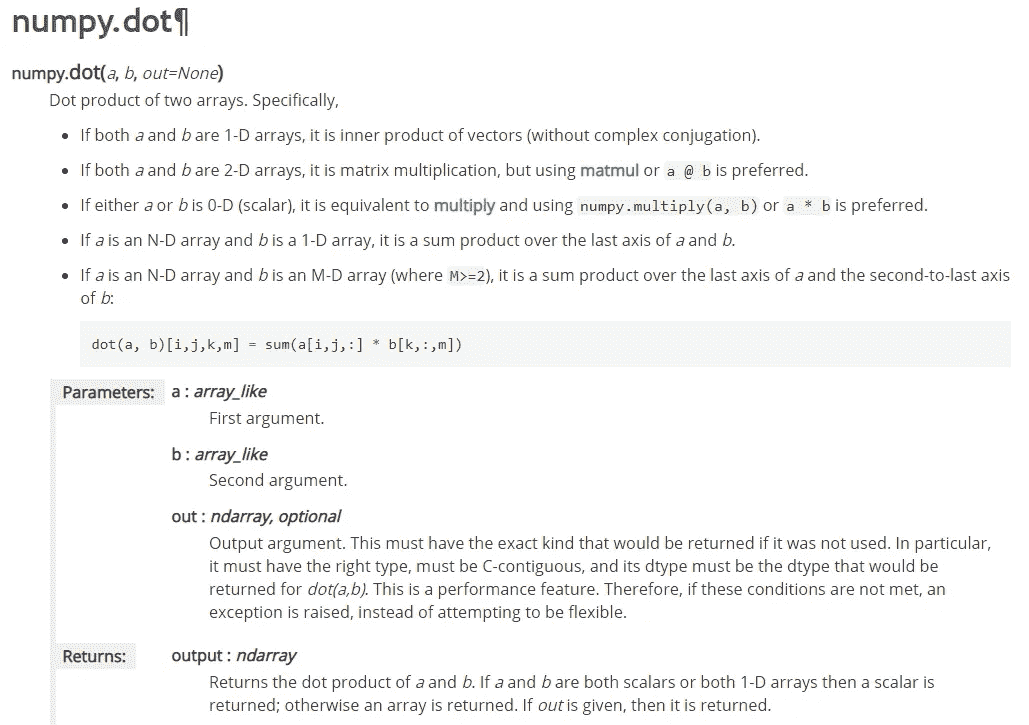 numpy.dot¶
numpy.dot(a, b, out=None)
Dot product of two arrays. Specifically,
• If both a and b are 1-D arrays, it is inner product of vectors (without complex conjugation).
• If both a and b are 2-D arrays, it is matrix multiplication, but using matmul or a @ b is preferred.
• If either a or b is 0-D (scalar), it is equivalent to multiply and using numpy.multiply(a, b) or a * b is preferred.
• If a is an N-D array and b is a 1-D array, it is a sum product over the last axis of a and b.
• If a is an N-D array and b is an M-D array (where M>=2), it is a sum product over the last axis of a and the second-to-last axis
of b:
dot(a, b)[i,j,k,m] = sum(a[i,j,:] * b[k,:,m])
Parameters: a : array_like
First argument.
b : array_like
Second argument.
out : ndarray, optional
Output argument. This must have the exact kind that would be returned if it was not used. In particular,
it must have the right type, must be C-contiguous, and its dtype must be the dtype that would be
returned for dot(a,b). This is a performance feature. Therefore, if these conditions are not met, an
exception is raised, instead of attempting to be flexible.
Returns: output : ndarray
Returns the dot product of a and b. If a and b are both scalars or both 1-D arrays then a scalar is
returned; otherwise an array is returned. If out is given, then it is returned.